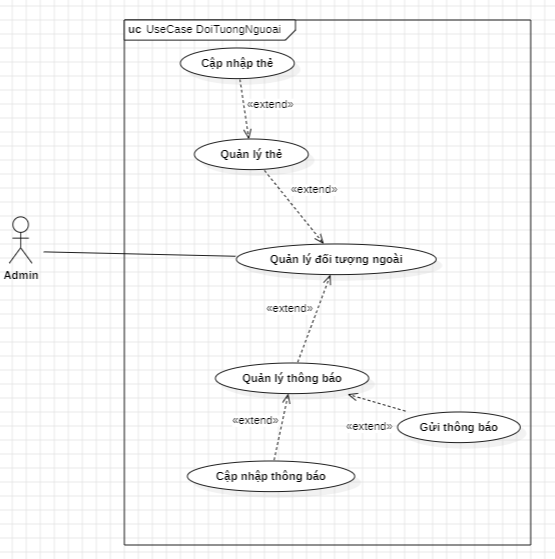 uc UseCase DoiTuongNguoai
Cập nhập thẻ
«extend»
Quản lý thẻ
«extend»
Quản lý đối tượng ngoài
Admin
«extend»
Quản lý thông báo
«extend»
«extend»
Gửi thông báo
Cập nhập thông báo